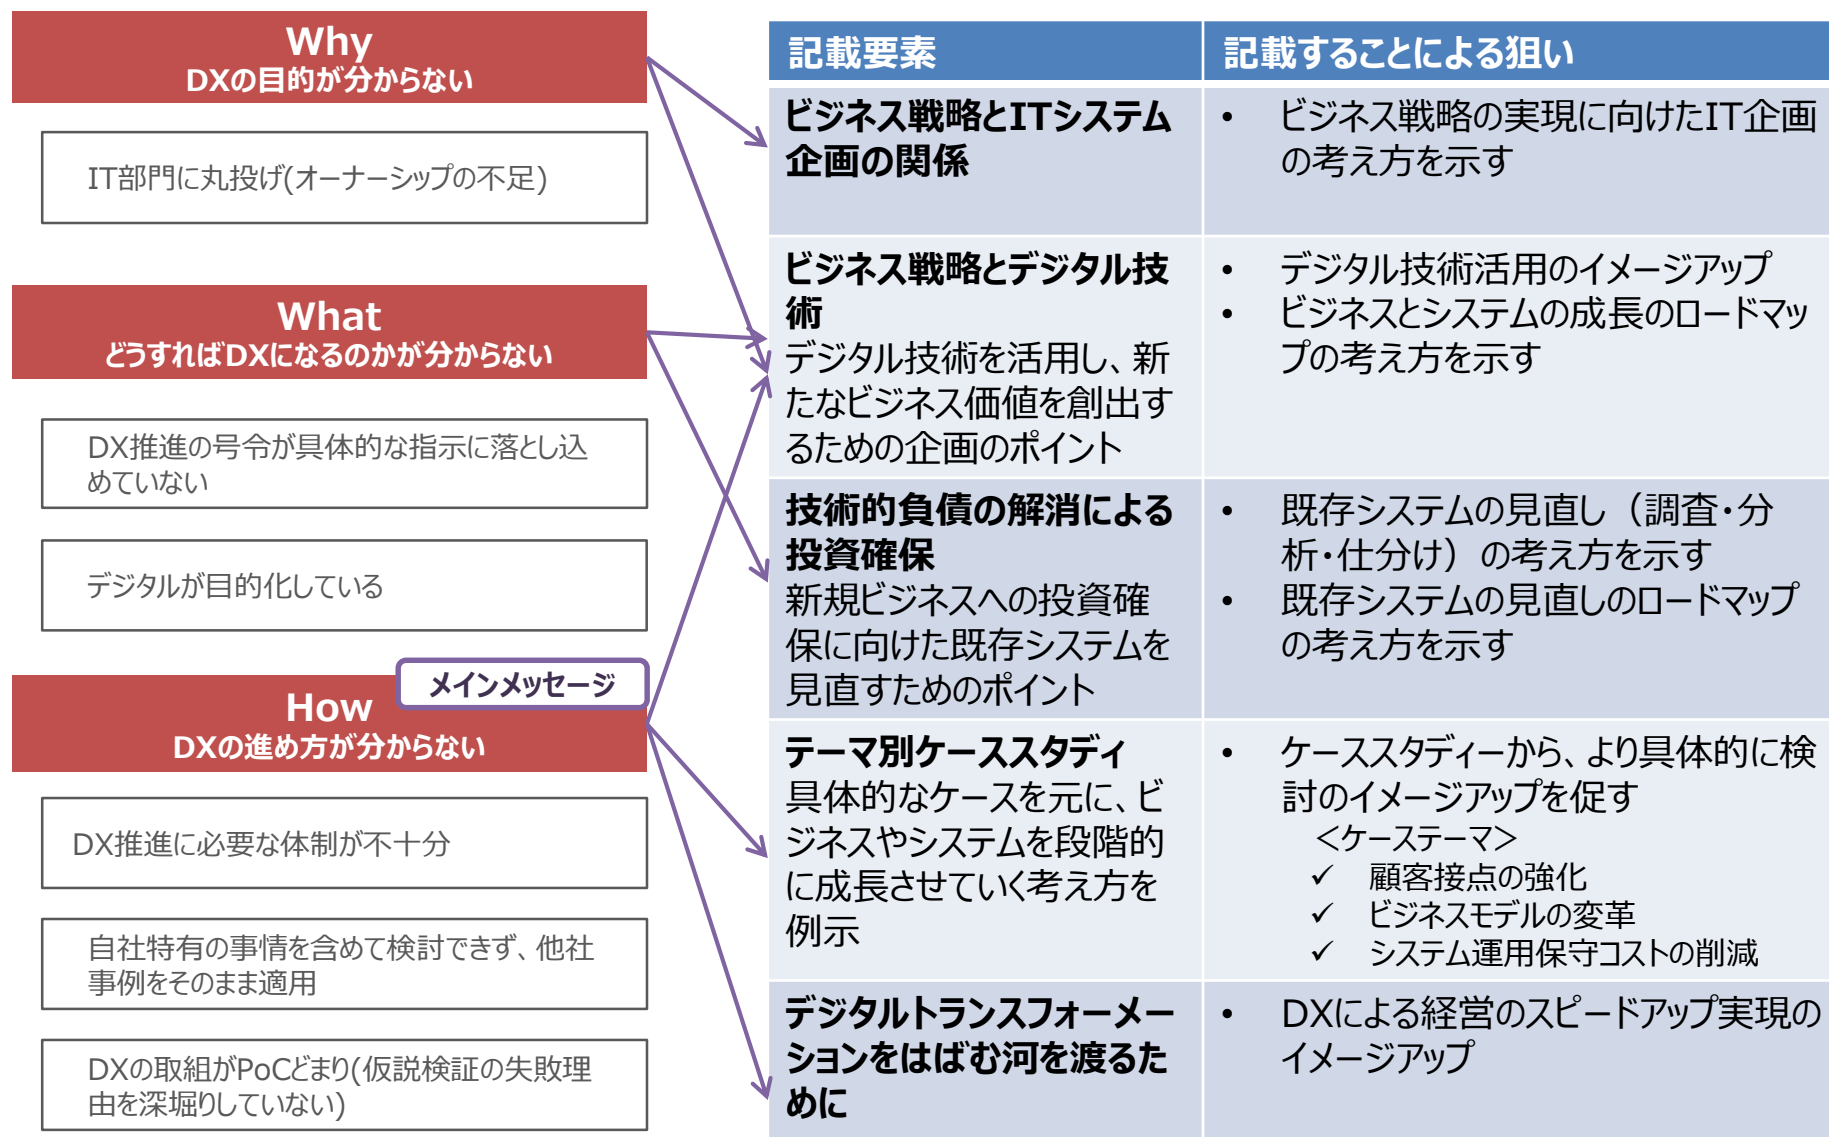 Why
DXの目的が分からない
IT部門に丸投げ(オーナーシップの不足)
What
どうすればDXになるのかが分からない
DX推進の号令が具体的な指示に落とし込
めていない
デジタルが目的化している
メインメッセージ
How
DXの進め方が分からない
DX推進に必要な体制が不十分
自社特有の事情を含めて検討できず、他社
事例をそのまま適用
DXの取組がPoCどまり(仮説検証の失敗理
由を深堀りしていない)
記載要素
記載することによる狙い
ビジネス戦略とITシステム
企画の関係
• ビジネス戦略の実現に向けたIT企画
の考え方を示す
ビジネス戦略とデジタル技
術
デジタル技術を活用し、新
たなビジネス価値を創出す
るための企画のポイント
• デジタル技術活用のイメージアップ
• ビジネスとシステムの成長のロードマッ
プの考え方を示す
技術的負債の解消による
投資確保
新規ビジネスへの投資確
保に向けた既存システムを
見直すためのポイント
• 既存システムの見直し（調査・分
析・仕分け）の考え方を示す
• 既存システムの見直しのロードマップ
の考え方を示す
テーマ別ケーススタディ
具体的なケースを元に、ビ
ジネスやシステムを段階的
に成長させていく考え方を
例示
• ケーススタディーから、より具体的に検
討のイメージアップを促す
＜ケーステーマ＞
✓ 顧客接点の強化
✓ ビジネスモデルの変革
✓ システム運用保守コストの削減
デジタルトランスフォーメー
ションをはばむ河を渡るた
めに
• DXによる経営のスピードアップ実現の
イメージアップ